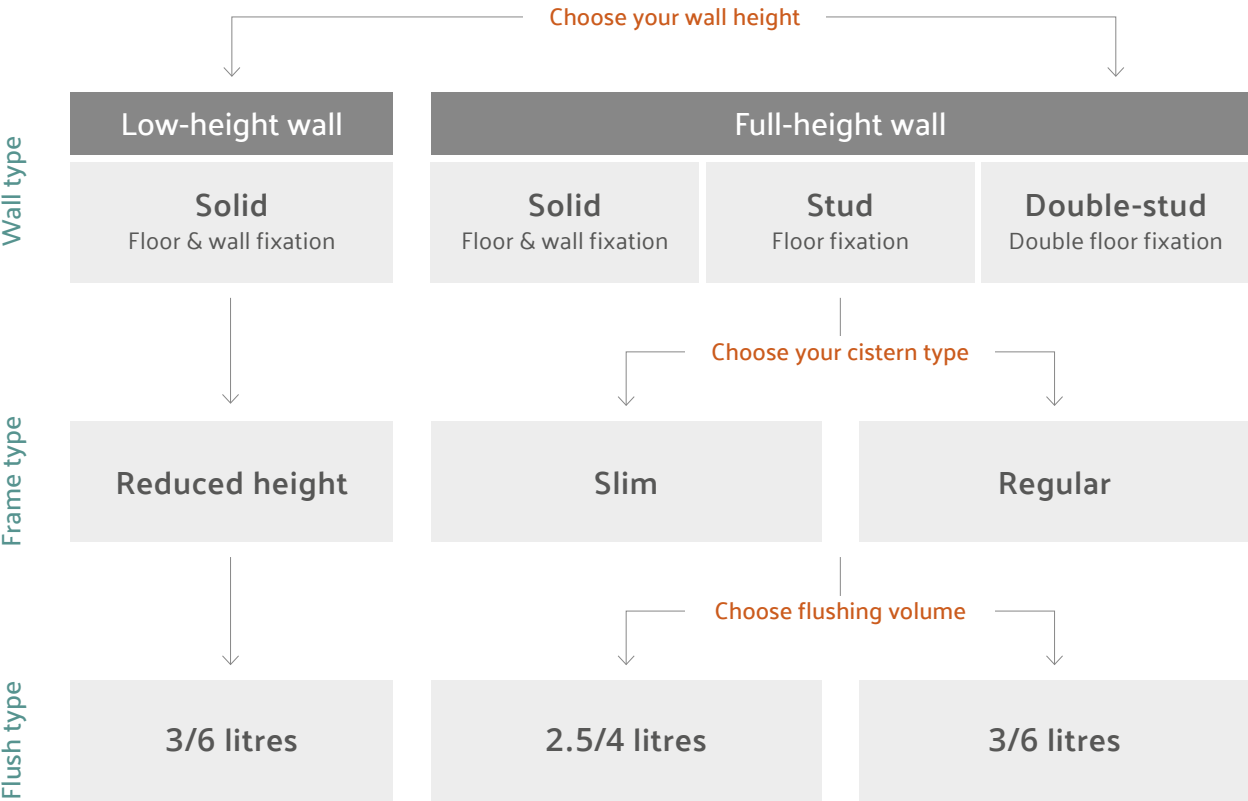 Choose your wall height
Wall type
Low-height wall
Full-height wall
Solid
Floor & wall fixation
Solid
Floor & wall fixation
Stud
Floor fixation
Double-stud
Double floor fixation
Choose your cistern type
Frame type
Reduced height
Slim
Regular
Choose flushing volume
Flush type
3/6 litres
2.5/4 litres
3/6 litres